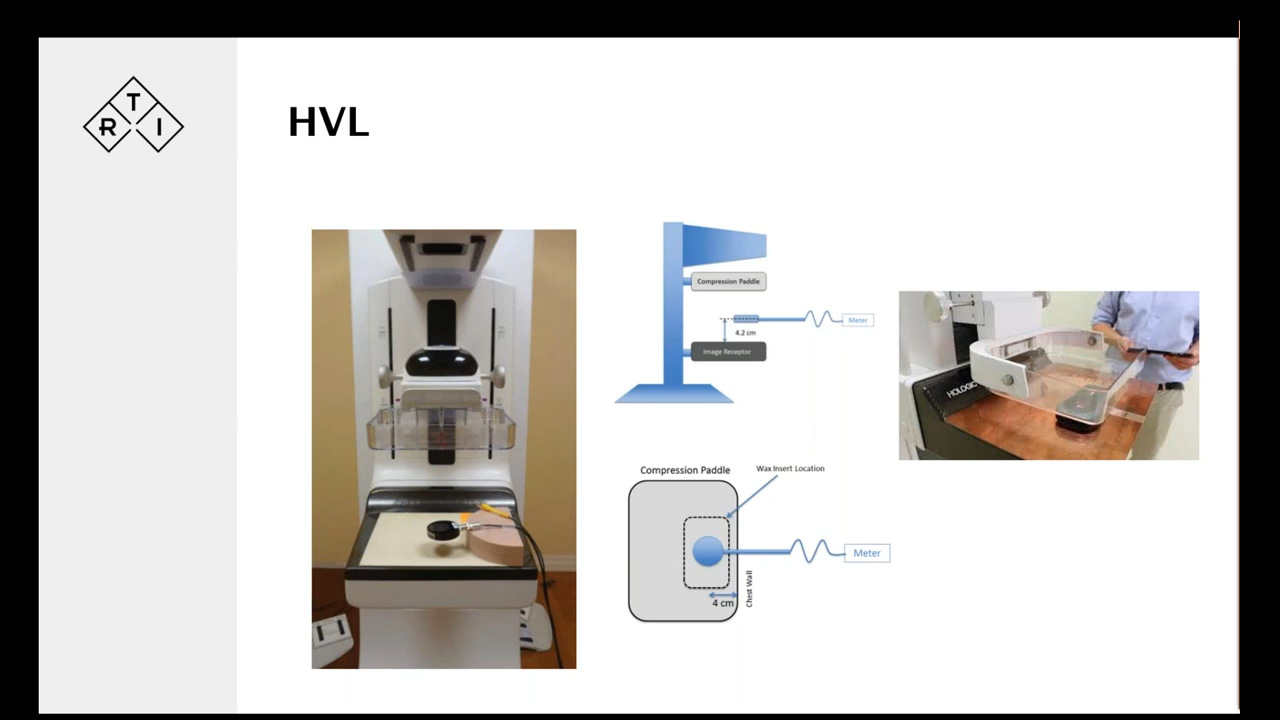 T
R I
HVL
Compression Paddle
Meter
4.2 cm
Image Receptor
HOLOGIC
Compression Paddle
Wax Insert Location
Meter
Chest Wall
4 cm